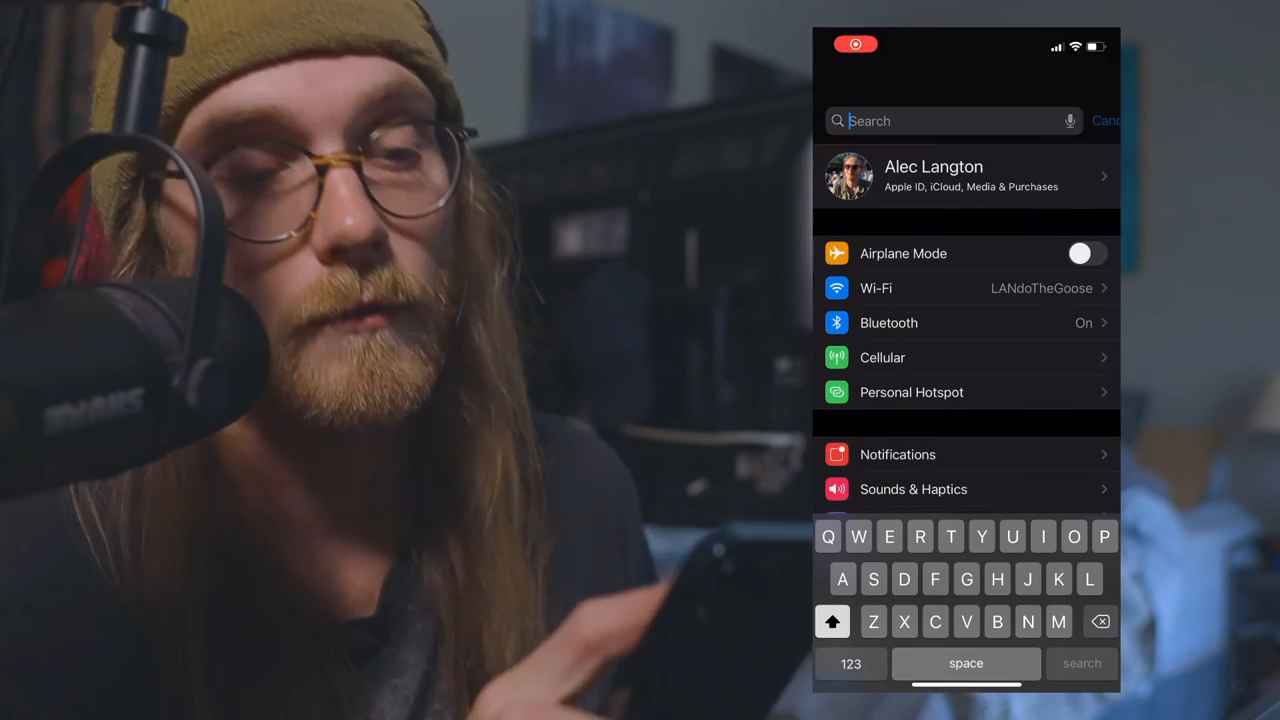 Search
Canc
Alec Langton
Apple ID, iCloud, Media & Purchases
Airplane Mode
Wi-Fi LANdoTheGoose
Bluetooth On
Cellular
Personal Hotspot
Notifications
Sounds & Haptics
Q W E R T Y U I O P
A S D F G H J K L
Z X C V B N M
123 space search